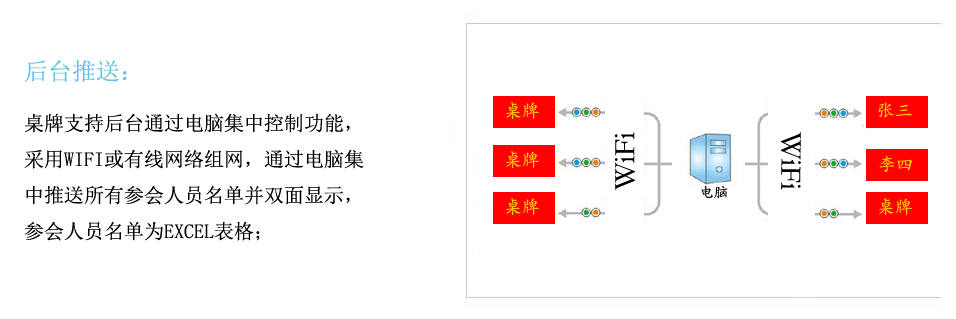 后台推送：
桌牌支持后台通过电脑集中控制功能，
采用WIFI或有线网络组网，通过电脑集
中推送所有参会人员名单并双面显示，
参会人员名单为EXCEL表格；
桌牌
桌牌
桌牌
WiFi
电脑
WiFi
张三
李四
桌牌